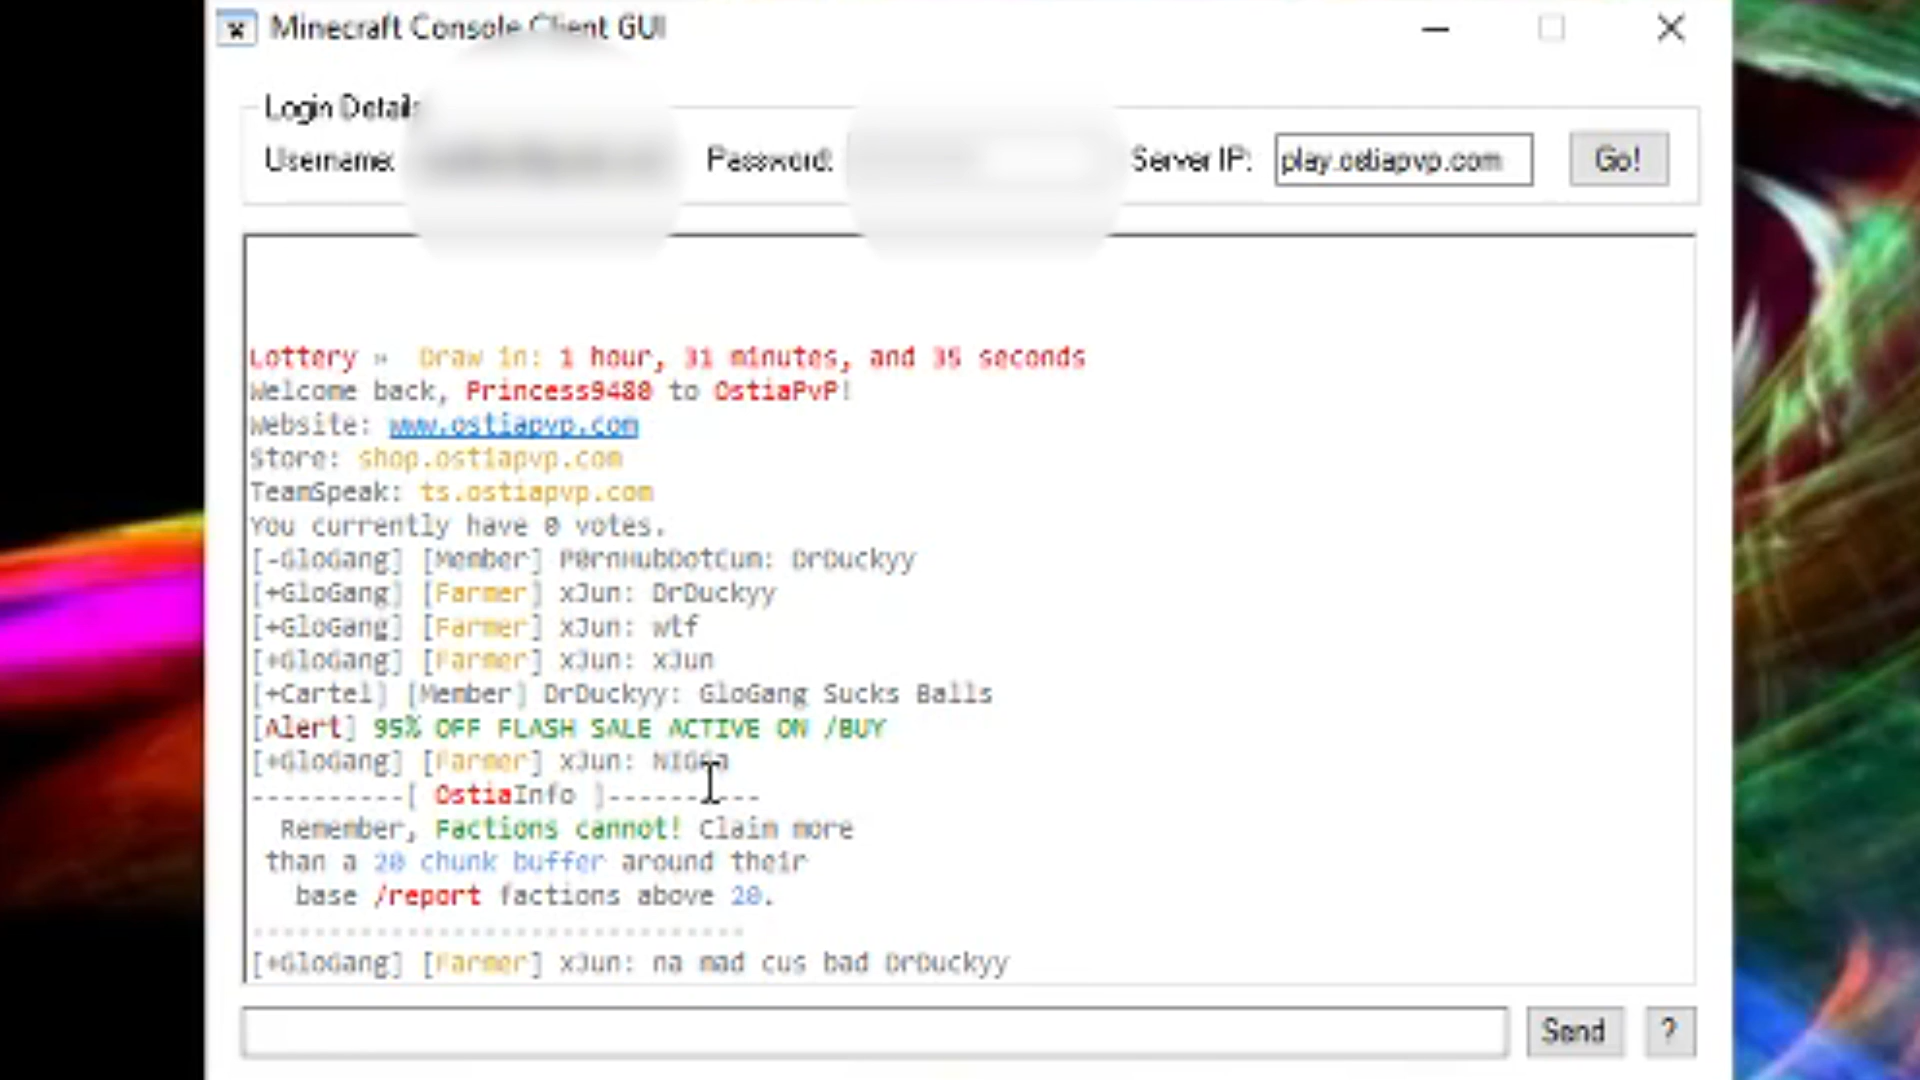 Minecraft Console Client GUI
Login Details
Username: Password: Server IP: play.ostiapvp.com Go!
Lottery » Draw in: 1 hour, 31 minutes, and 35 seconds
Welcome back, Princess9480 to OstiaPvP!
Website: www.ostiapvp.com
Store: shop.ostiapvp.com
TeamSpeak: ts.ostiapvp.com
You currently have 0 votes.
[-GloGang] [Member] P0rnHubDotCum: DrDuckyy
[+GloGang] [Farmer] xJun: DrDuckyy
[+GloGang] [Farmer] xJun: wtf
[+GloGang] [Farmer] xJun: xJun
[+Cartel] [Member] DrDuckyy: GloGang Sucks Balls
[Alert] 95% OFF FLASH SALE ACTIVE ON /BUY
[+GloGang] [Farmer] xJun: NIGGa
----------[ OstiaInfo ]----------
Remember, Factions cannot! Claim more
than a 20 chunk buffer around their
base /report factions above 20.
--------------------------------
[+GloGang] [Farmer] xJun: na mad cus bad DrDuckyy
Send ?